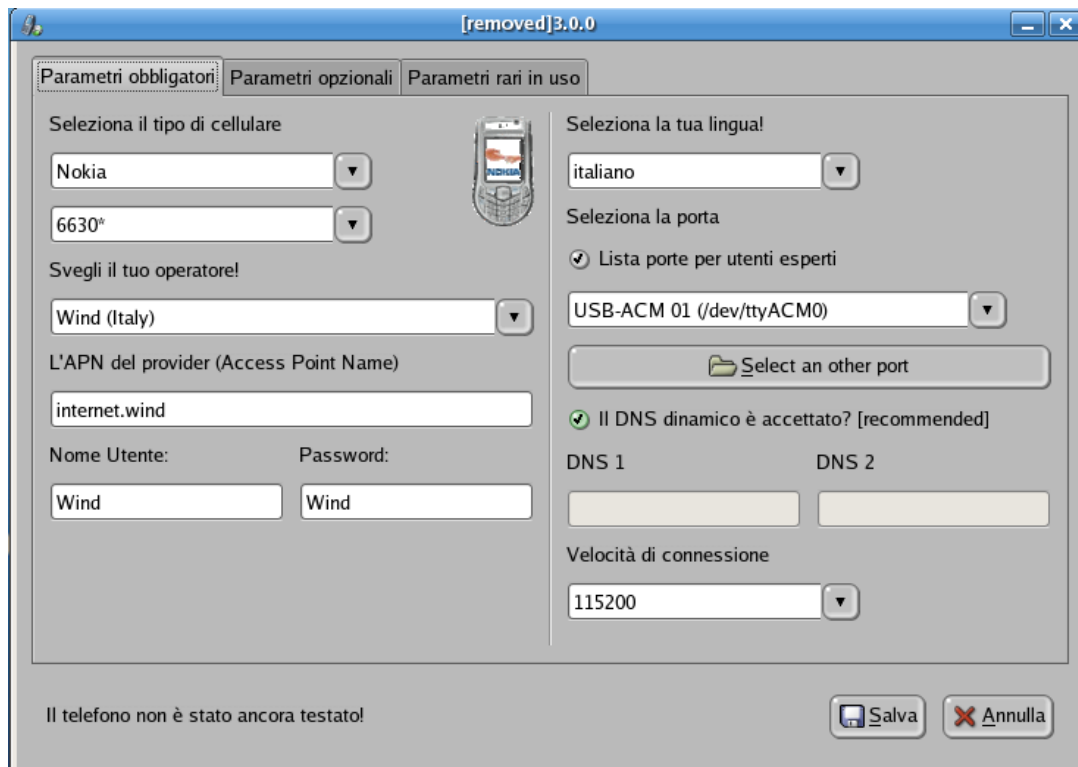 [removed]3.0.0
Parametri obbligatori
Parametri opzionali
Parametri rari in uso
Seleziona il tipo di cellulare
Nokia
6630*
NOKIA
Svegli il tuo operatore!
Wind (Italy)
L'APN del provider (Access Point Name)
internet.wind
Nome Utente:
Password:
Wind
Wind
Seleziona la tua lingua!
italiano
Seleziona la porta
Lista porte per utenti esperti
USB-ACM 01 (/dev/ttyACM0)
Select an other port
Il DNS dinamico è accettato? [recommended]
DNS 1
DNS 2
Velocità di connessione
115200
Il telefono non è stato ancora testato!
Salva
Annulla